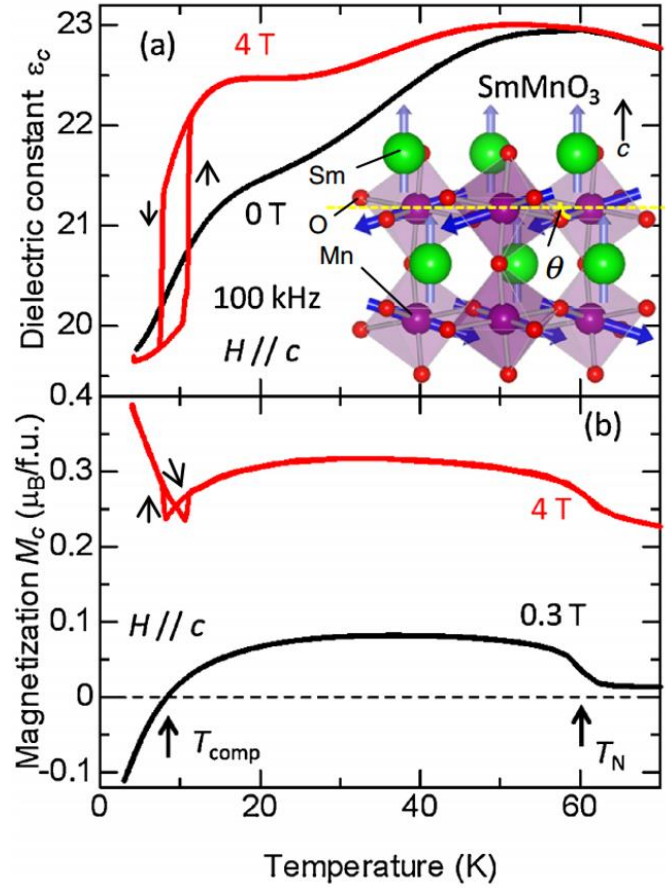 Dielectric constant εc
23
22
21
20
(a)
4 T
SmMnO3
c
Sm
O
Mn
θ
0 T
100 kHz
H // c
Magnetization Mc (μB/f.u.)
0.4
0.3
0.2
0.1
0
-0.1
(b)
4 T
H // c
0.3 T
Tcomp
TN
0 20 40 60
Temperature (K)